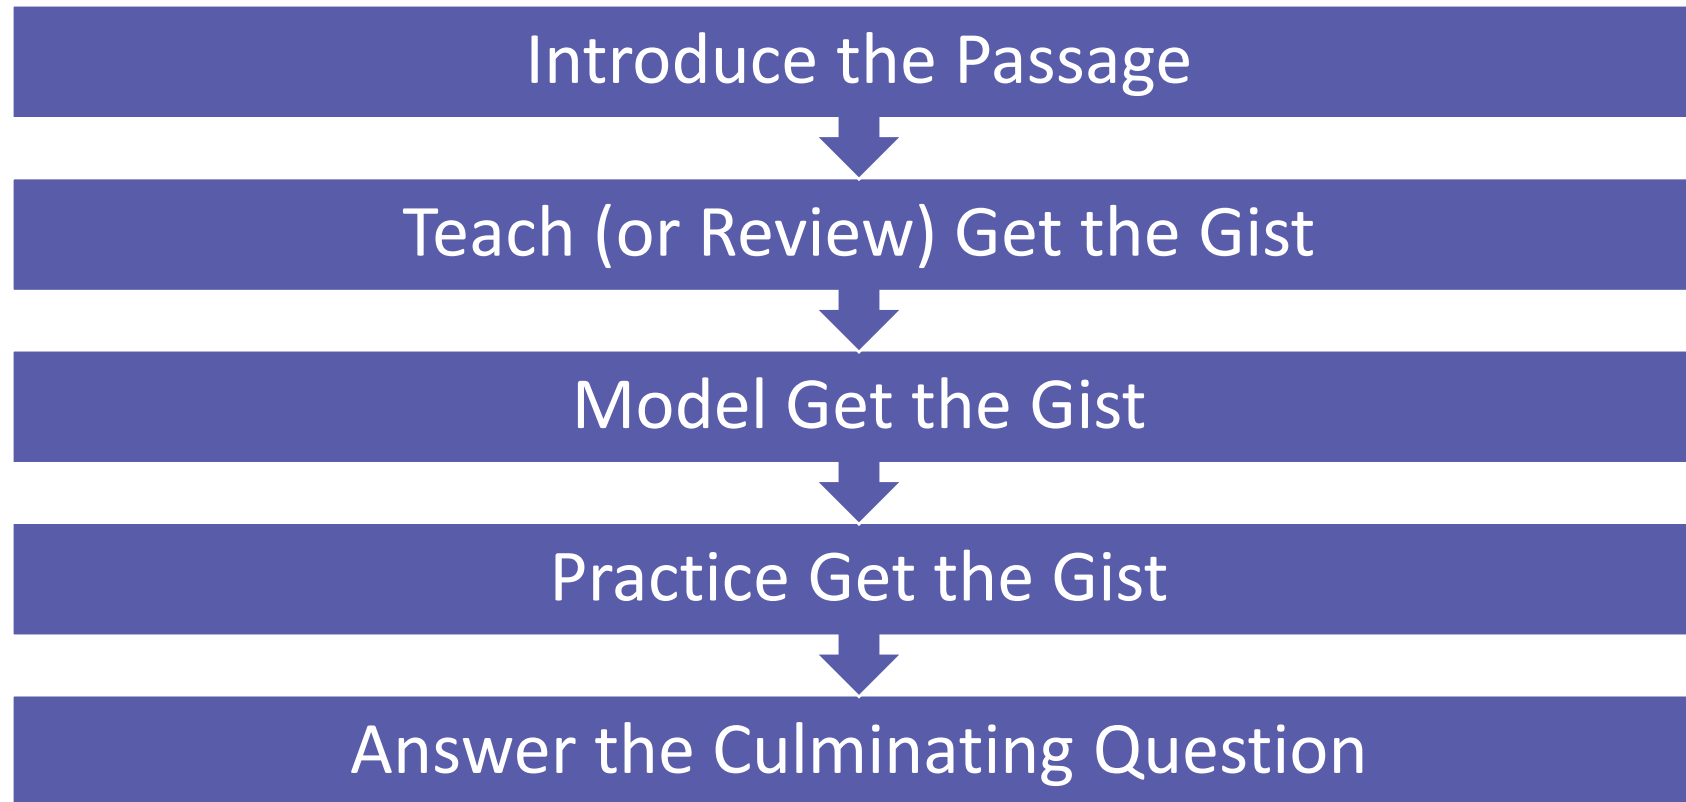 Introduce the Passage
Teach (or Review) Get the Gist
Model Get the Gist
Practice Get the Gist
Answer the Culminating Question